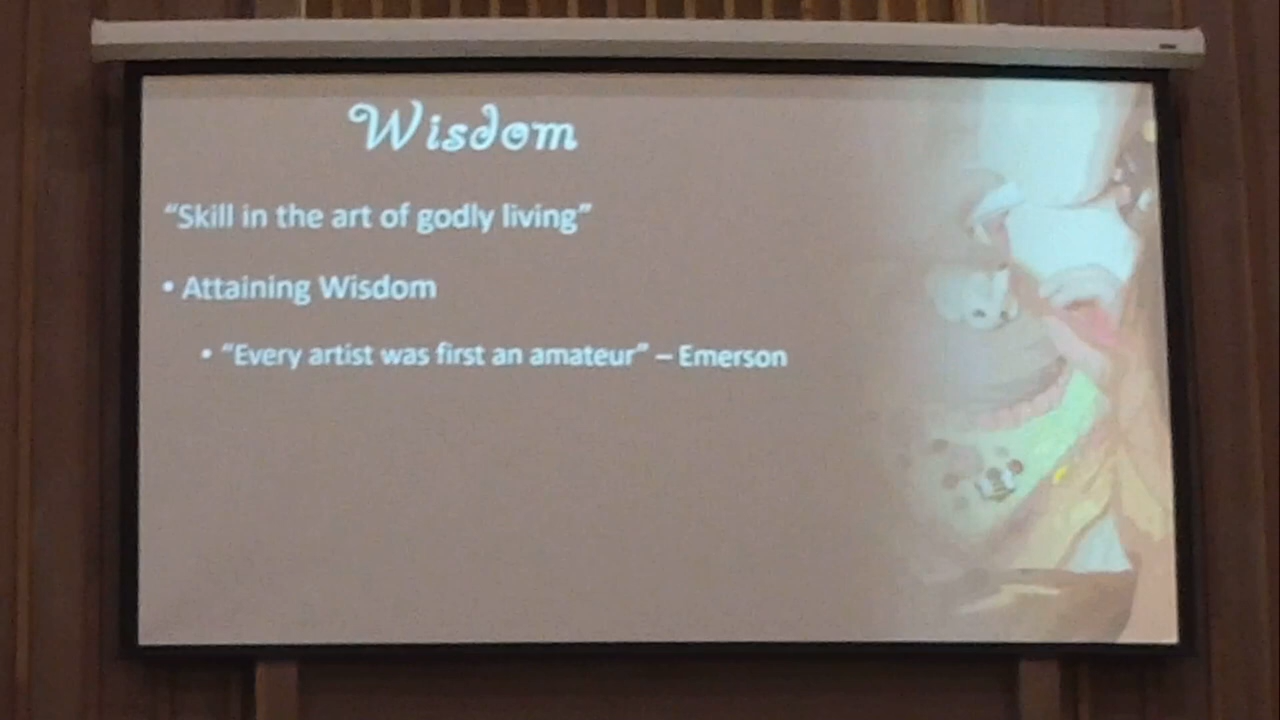 Wisdom
“Skill in the art of godly living”
• Attaining Wisdom
• “Every artist was first an amateur” – Emerson